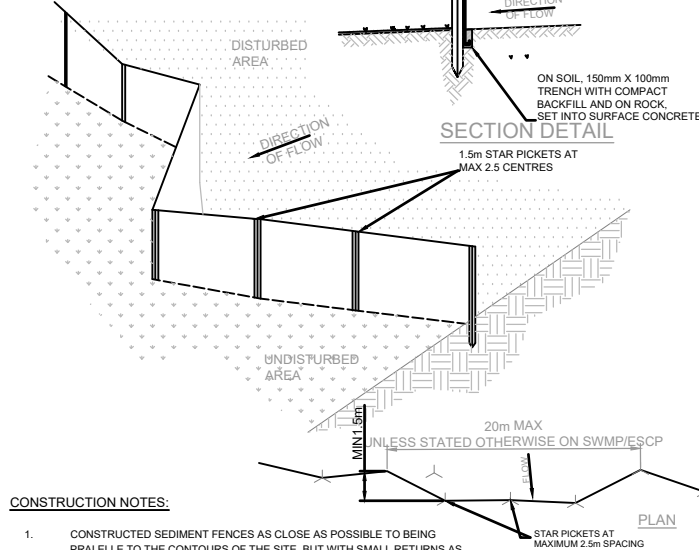 DIRECTION
OF FLOW
DISTURBED
AREA
ON SOIL, 150mm X 100mm
TRENCH WITH COMPACT
BACKFILL AND ON ROCK,
SET INTO SURFACE CONCRETE
SECTION DETAIL
DIRECTION
OF FLOW
1.5m STAR PICKETS AT
MAX 2.5 CENTRES
UNDISTURBED
AREA
MIN1.5m
20m MAX
UNLESS STATED OTHERWISE ON SWMP/ESCP
FLOW
PLAN
STAR PICKETS AT
MAXIMUM 2.5m SPACING
CONSTRUCTION NOTES:
1. CONSTRUCTED SEDIMENT FENCES AS CLOSE AS POSSIBLE TO BEING
PRALELLE TO THE CONTOURS OF THE SITE, BUT WITH SMALL RETURNS AS